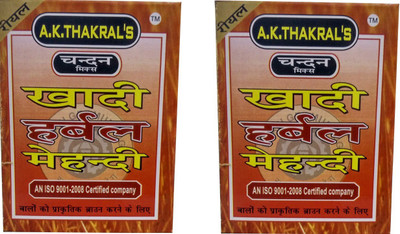 रीयल
A.K.THAKRAL'S
TM
चन्दन
मिक्स
खादी
हर्बल
मेहन्दी
AN ISO 9001-2008 Certified company
बालों को प्राकृतिक ब्राउन करने के लिए
रीयल
A.K.THAKRAL'S
TM
चन्दन
मिक्स
खादी
हर्बल
मेहन्दी
AN ISO 9001-2008 Certified company
बालों को प्राकृतिक ब्राउन करने के लिए